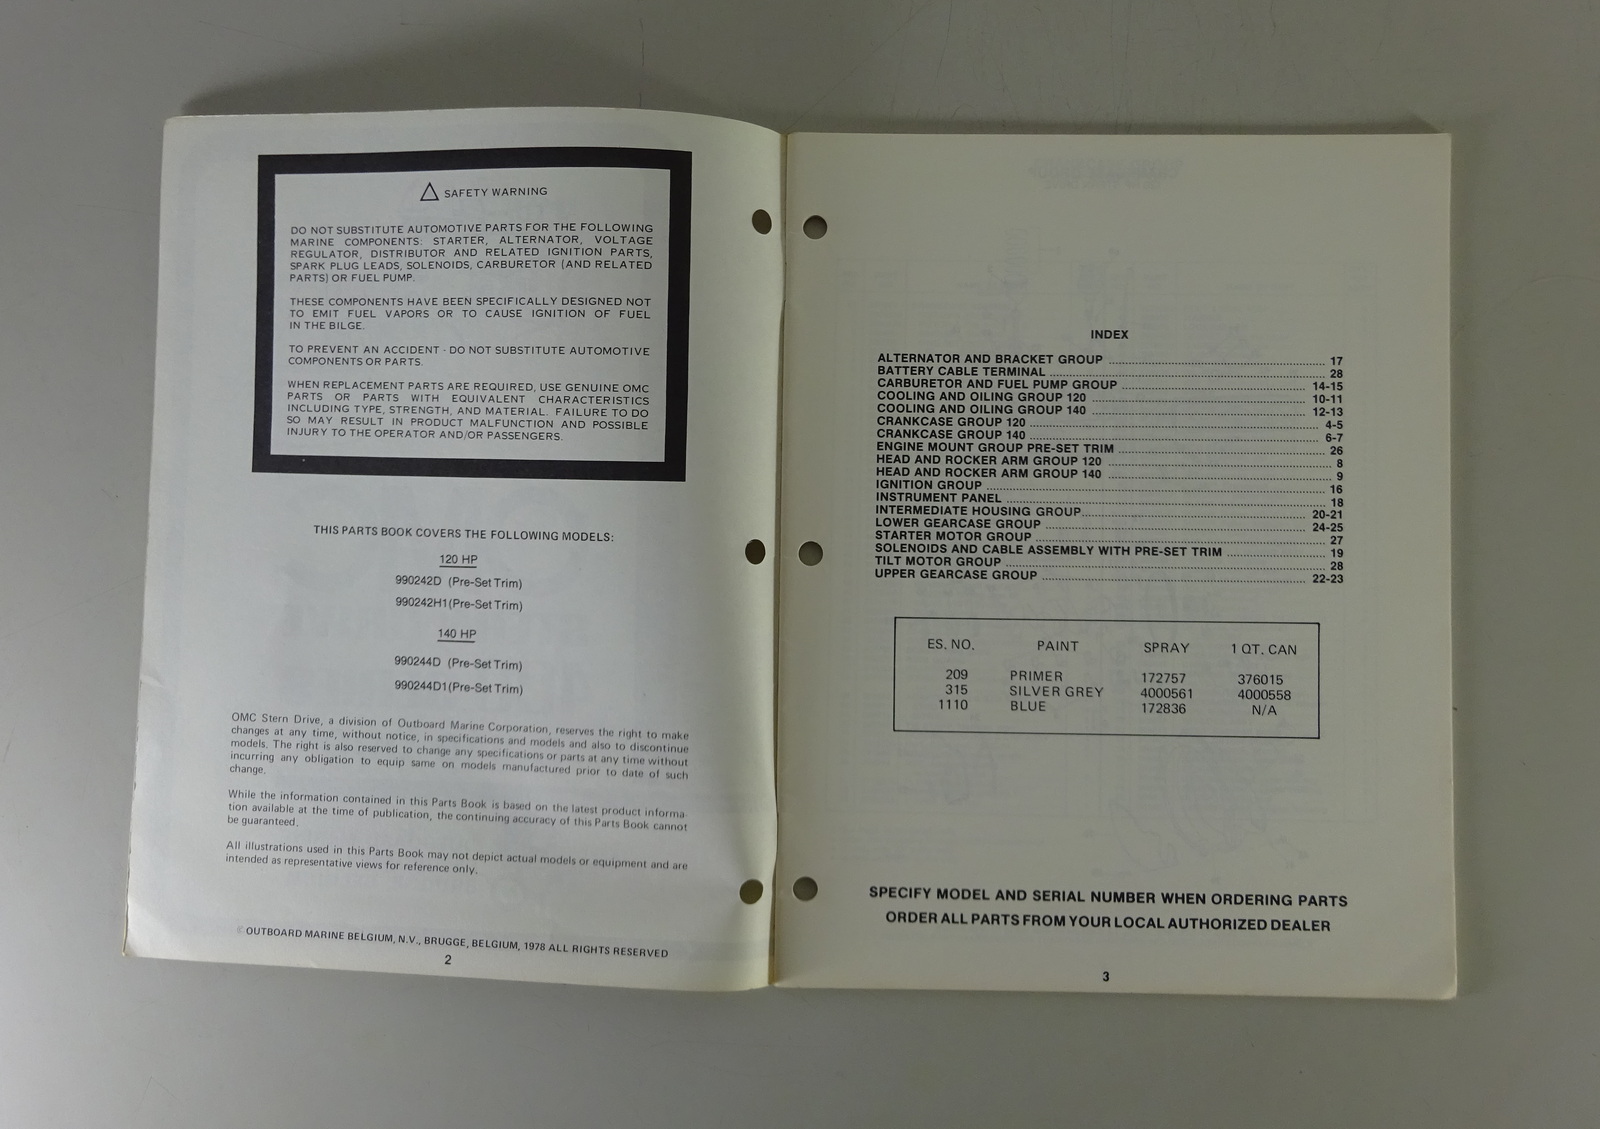 SAFETY WARNING
DO NOT SUBSTITUTE AUTOMOTIVE PARTS FOR THE FOLLOWING
MARINE COMPONENTS: STARTER, ALTERNATOR, VOLTAGE
REGULATOR, DISTRIBUTOR AND RELATED IGNITION PARTS,
SPARK PLUG LEADS, SOLENOIDS, CARBURETOR (AND RELATED
PARTS) OR FUEL PUMP.
THESE COMPONENTS HAVE BEEN SPECIFICALLY DESIGNED NOT
TO EMIT FUEL VAPORS OR TO CAUSE IGNITION OF FUEL
IN THE BILGE.
TO PREVENT AN ACCIDENT - DO NOT SUBSTITUTE AUTOMOTIVE
COMPONENTS OR PARTS.
WHEN REPLACEMENT PARTS ARE REQUIRED, USE GENUINE OMC
PARTS OR PARTS WITH EQUIVALENT CHARACTERISTICS
INCLUDING TYPE, STRENGTH, AND MATERIAL. FAILURE TO DO
SO MAY RESULT IN PRODUCT MALFUNCTION AND POSSIBLE
INJURY TO THE OPERATOR AND/OR PASSENGERS.
THIS PARTS BOOK COVERS THE FOLLOWING MODELS:
120 HP
990242D (Pre-Set Trim)
990242H1(Pre-Set Trim)
140 HP
990244D (Pre-Set Trim)
990244D1(Pre-Set Trim)
OMC Stern Drive, a division of Outboard Marine Corporation, reserves the right to make
changes at any time, without notice, in specifications and models and also to discontinue
models. The right is also reserved to change any specifications or parts at any time without
incurring any obligation to equip same on models manufactured prior to date of such
change.
While the information contained in this Parts Book is based on the latest product informa-
tion available at the time of publication, the continuing accuracy of this Parts Book cannot
be guaranteed.
All illustrations used in this Parts Book may not depict actual models or equipment and are
intended as representative views for reference only.
© OUTBOARD MARINE BELGIUM, N.V., BRUGGE, BELGIUM, 1978 ALL RIGHTS RESERVED
2
INDEX
ALTERNATOR AND BRACKET GROUP 17
BATTERY CABLE TERMINAL 28
CARBURETOR AND FUEL PUMP GROUP 14-15
COOLING AND OILING GROUP 120 10-11
COOLING AND OILING GROUP 140 12-13
CRANKCASE GROUP 120 4-5
CRANKCASE GROUP 140 6-7
ENGINE MOUNT GROUP PRE-SET TRIM 26
HEAD AND ROCKER ARM GROUP 120 8
HEAD AND ROCKER ARM GROUP 140 9
IGNITION GROUP 16
INSTRUMENT PANEL 18
INTERMEDIATE HOUSING GROUP 20-21
LOWER GEARCASE GROUP 24-25
STARTER MOTOR GROUP 27
SOLENOIDS AND CABLE ASSEMBLY WITH PRE-SET TRIM 19
TILT MOTOR GROUP 28
UPPER GEARCASE GROUP 22-23
ES. NO. PAINT SPRAY 1 QT. CAN
209 PRIMER 172757 376015
315 SILVER GREY 4000561 4000558
1110 BLUE 172836 N/A
SPECIFY MODEL AND SERIAL NUMBER WHEN ORDERING PARTS
ORDER ALL PARTS FROM YOUR LOCAL AUTHORIZED DEALER
3